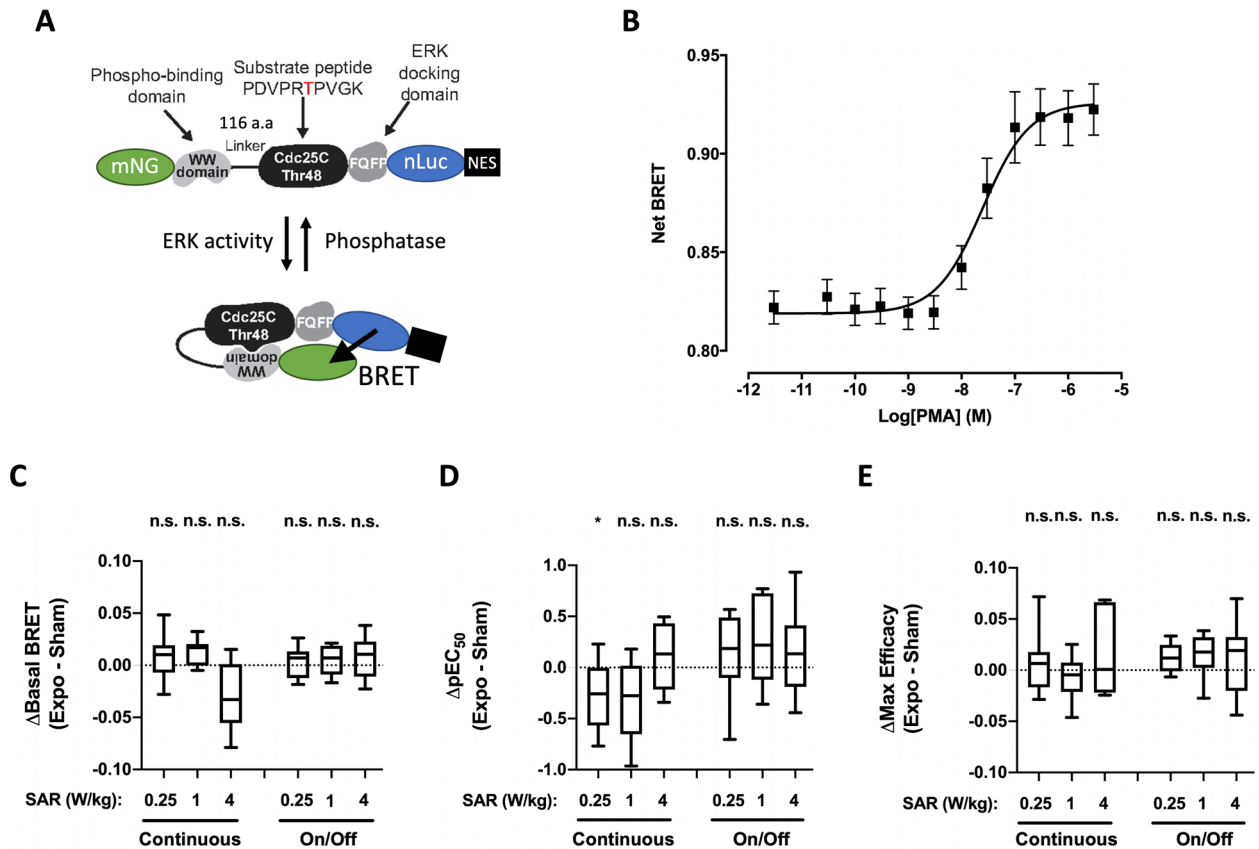 A
Phospho-binding
domain
Substrate peptide
PDVPRTPVGK
ERK
docking
domain
116 a.a
Linker
mNG
WW
domain
Cdc25C
Thr48
FQFP
nLuc
NES
ERK activity
Phosphatase
Cdc25C
Thr48
FQFP
WW
domain
BRET
B
Net BRET
0.95
0.90
0.85
0.80
-12 -11 -10 -9 -8 -7 -6 -5
Log[PMA] (M)
C
n.s. n.s. n.s. n.s. n.s. n.s.
ΔBasal BRET
(Expo - Sham)
0.10
0.05
0.00
-0.05
-0.10
SAR (W/kg): 0.25 1 4 0.25 1 4
Continuous On/Off
D
* n.s. n.s. n.s. n.s. n.s.
ΔpEC50
(Expo - Sham)
1.0
0.5
0.0
-0.5
-1.0
SAR (W/kg): 0.25 1 4 0.25 1 4
Continuous On/Off
E
n.s. n.s. n.s. n.s. n.s. n.s.
ΔMax Efficacy
(Expo - Sham)
0.10
0.05
0.00
-0.05
-0.10
SAR (W/kg): 0.25 1 4 0.25 1 4
Continuous On/Off